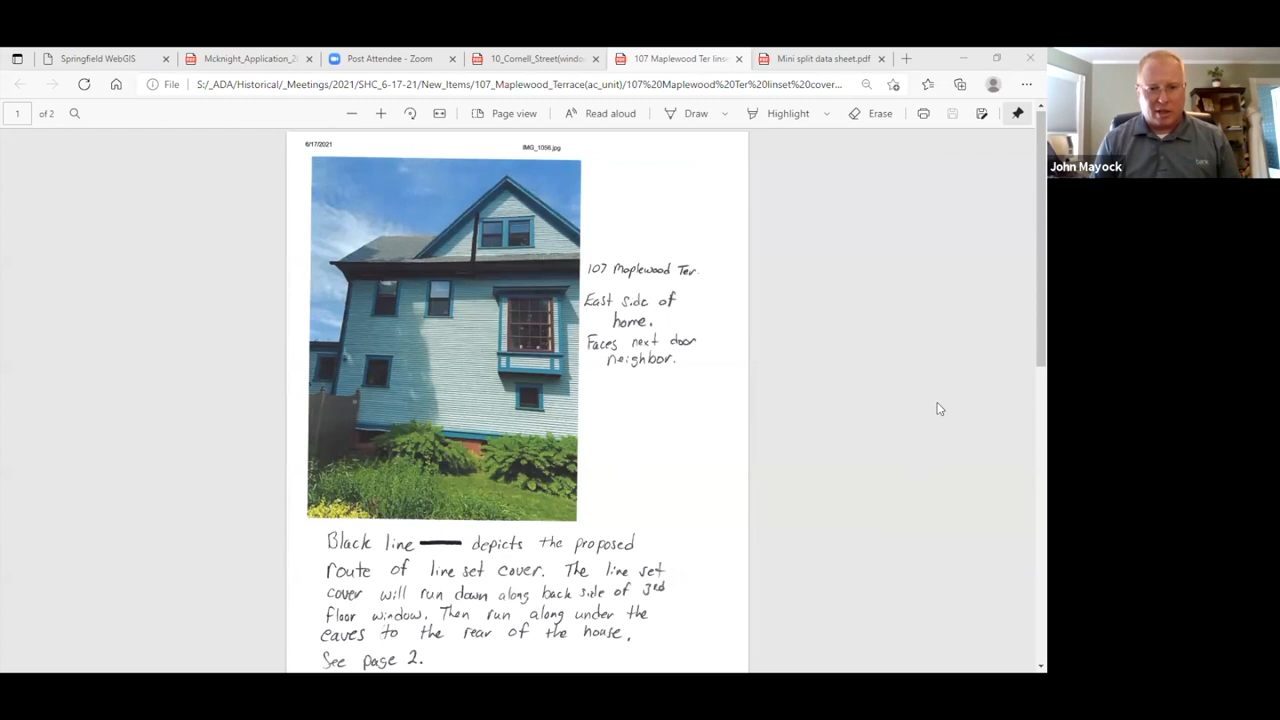 Springfield WebGIS
Mcknight_Application_2
Post Attendee - Zoom
10_Cornell_Street(windo
107 Maplewood Ter linse
Mini split data sheet.pdf
File
S:/_ADA/Historical/_Meetings/2021/SHC_6-17-21/New_Items/107_Maplewood_Terrace(ac_unit)/107%20Maplewood%20Ter%20linset%20cover...
1 of 2
Page view
Read aloud
Draw
Highlight
Erase
John Mayock
6/17/2021
IMG_1056.jpg
107 Maplewood Ter.
East side of
home.
Faces next door
neighbor.
Black line depicts the proposed
route of line set cover. The line set
cover will run down along back side of 3rd
floor window. Then run along under the
eaves to the rear of the house.
See page 2.